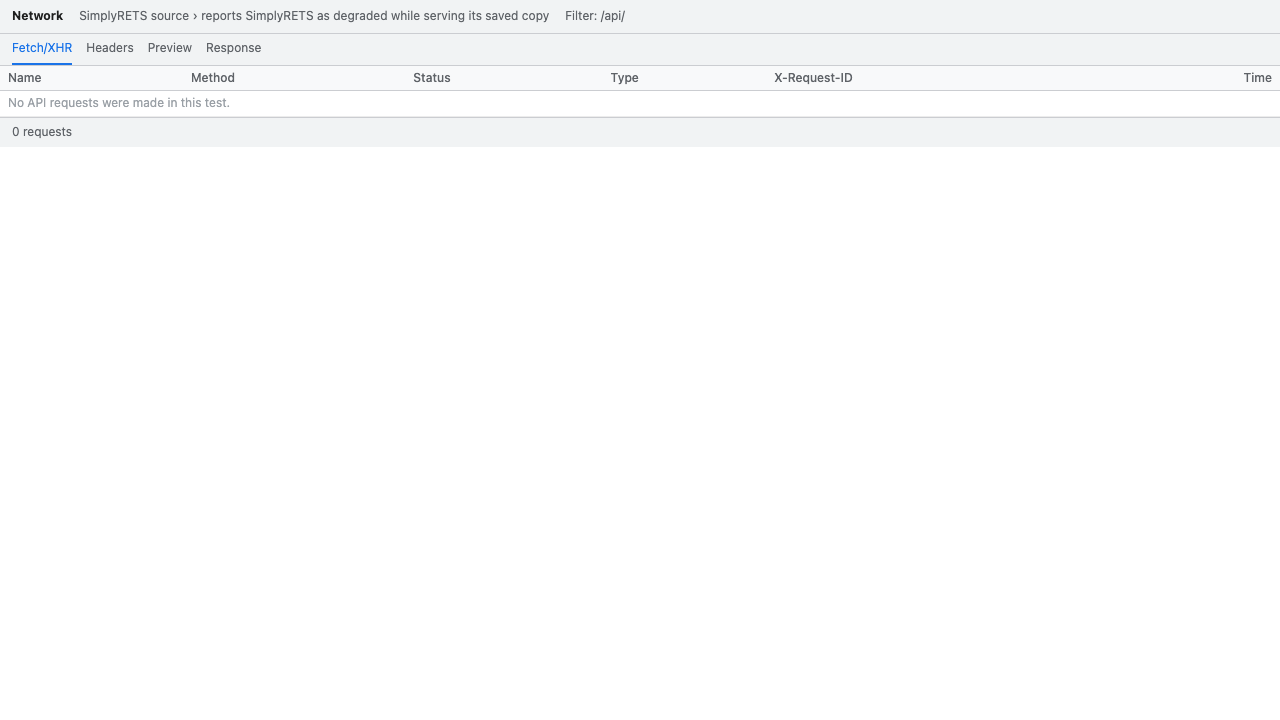 Network SimplyRETS source › reports SimplyRETS as degraded while serving its saved copy Filter: /api/
Fetch/XHR Headers Preview Response
Name Method Status Type X-Request-ID Time
No API requests were made in this test.
0 requests